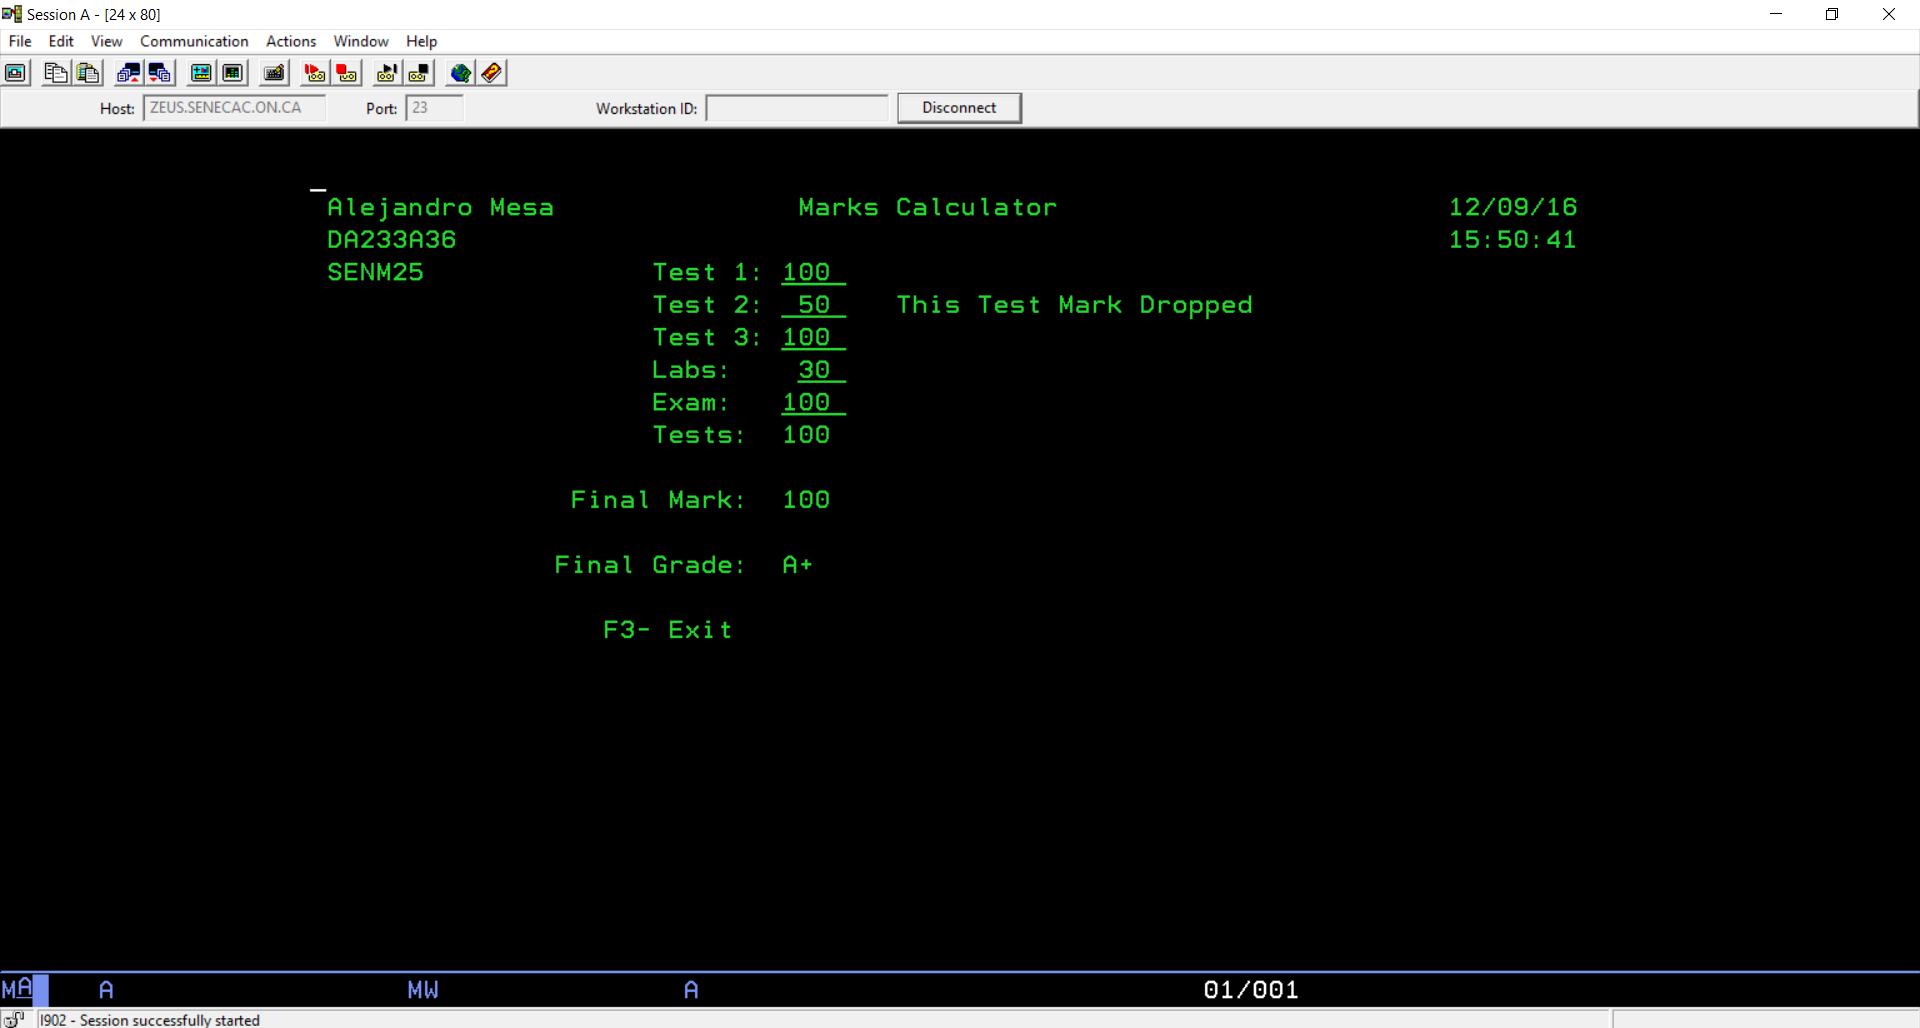 Session A - [24 x 80]
File Edit View Communication Actions Window Help
Host: ZEUS.SENECAC.ON.CA Port: 23 Workstation ID: Disconnect
Alejandro Mesa Marks Calculator 12/09/16
DA233A36 15:50:41
SENM25 Test 1: 100
Test 2: 50 This Test Mark Dropped
Test 3: 100
Labs: 30
Exam: 100
Tests: 100
Final Mark: 100
Final Grade: A+
F3- Exit
MA A MW A 01/001
I902 - Session successfully started